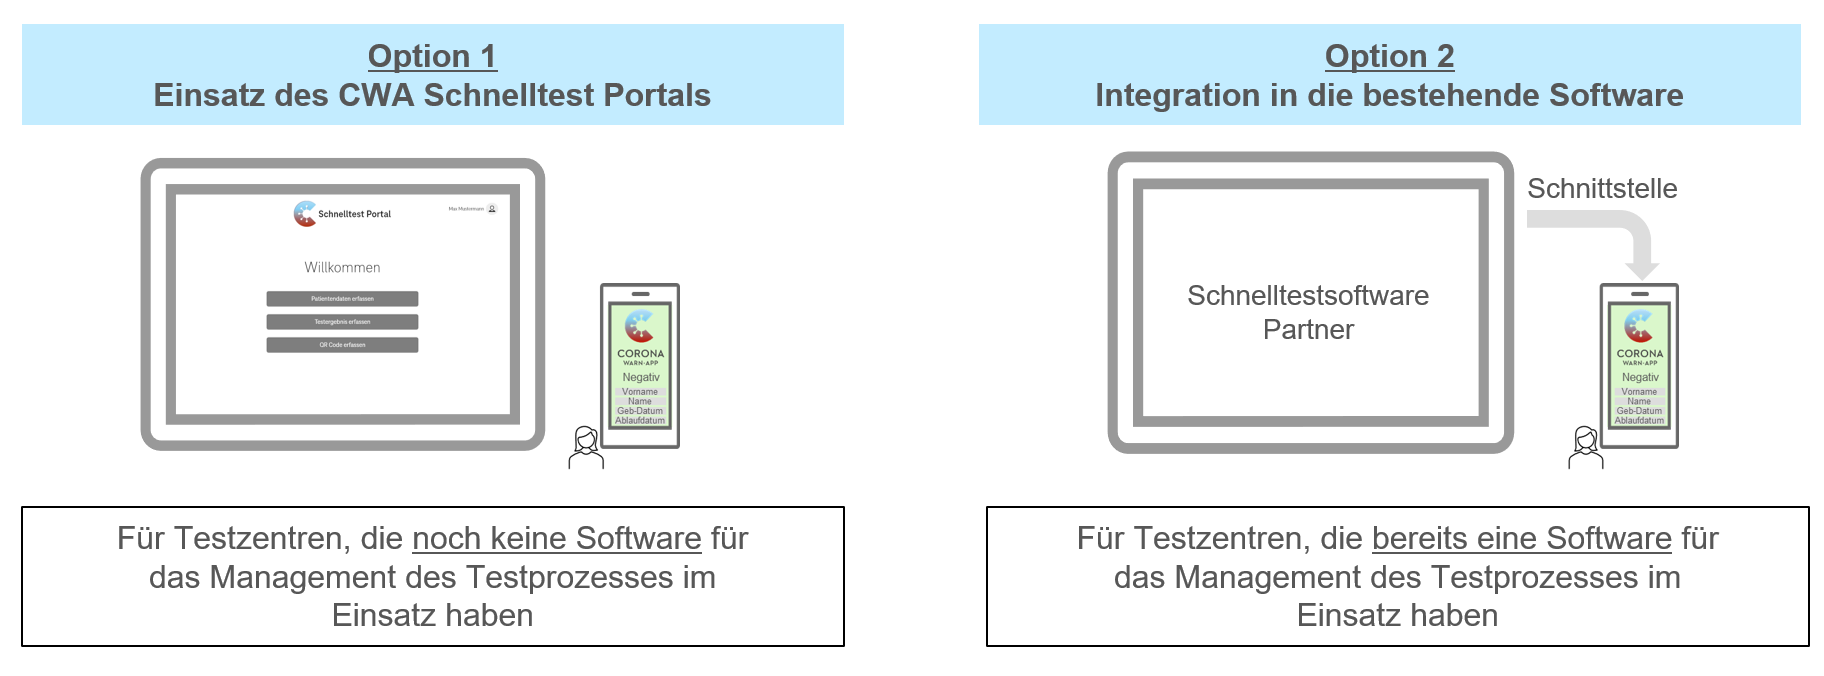 Option 1
Einsatz des CWA Schnelltest Portals
Schnelltest Portal
Max Mustermann
Willkommen
Patientendaten erfassen
Testergebnis erfassen
QR Code erfassen
CORONA
WARN-APP
Negativ
Vorname
Name
Geb-Datum
Ablaufdatum
Für Testzentren, die noch keine Software für
das Management des Testprozesses im
Einsatz haben
Option 2
Integration in die bestehende Software
Schnittstelle
Schnelltestsoftware
Partner
CORONA
WARN-APP
Negativ
Vorname
Name
Geb-Datum
Ablaufdatum
Für Testzentren, die bereits eine Software für
das Management des Testprozesses im
Einsatz haben